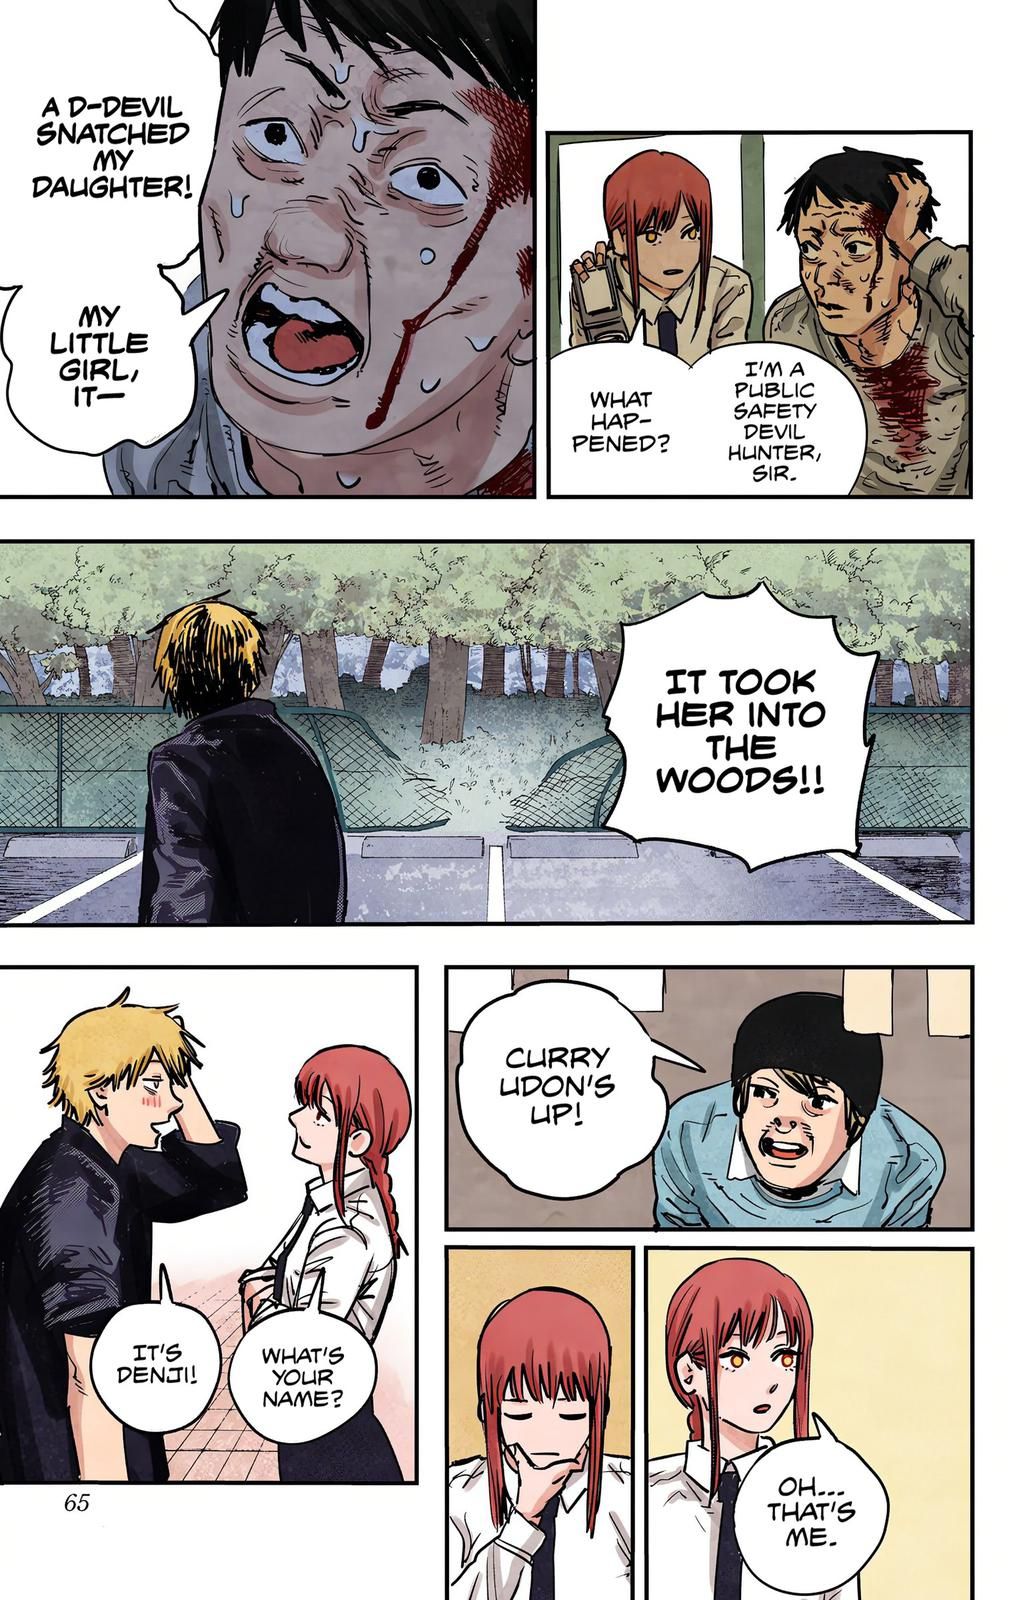 I'M A
PUBLIC
SAFETY
DEVIL
HUNTER,
SIR.
WHAT
HAP-
PENED?
A D-DEVIL
SNATCHED
MY
DAUGHTER!
MY
LITTLE
GIRL,
IT—
IT TOOK
HER INTO
THE
WOODS!!
CURRY
UDON'S
UP!
OH...
THAT'S
ME.
WHAT'S
YOUR
NAME?
IT'S
DENJI!
65